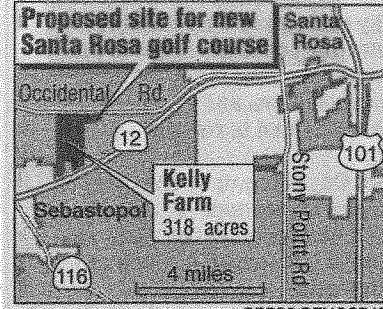 Proposed site for new
Santa Rosa golf course
Santa
Rosa
Occidental Rd.
12
101
Kelly
Farm
318 acres
Stony Point Rd
Sebastopol
116
4 miles